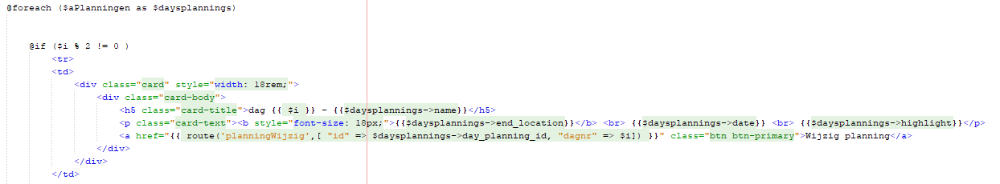 @foreach ($aPlanningen as $daysplannings)
@if ($i % 2 != 0 )
<tr>
<td>
<div class="card" style="width: 18rem;">
<div class="card-body">
<h5 class="card-title">dag {{ $i }} - {{$daysplannings->name}}</h5>
<p class="card-text"><b style="font-size: 18px;">{{$daysplannings->end_location}}</b> <br> {{$daysplannings->date}} <br> {{$daysplannings->highlight}}</p>
<a href="{{ route('planningWijzig',[ "id" => $daysplannings->day_planning_id, "dagnr" => $i]) }}" class="btn btn-primary">Wijzig planning</a>
</div>
</div>
</td>